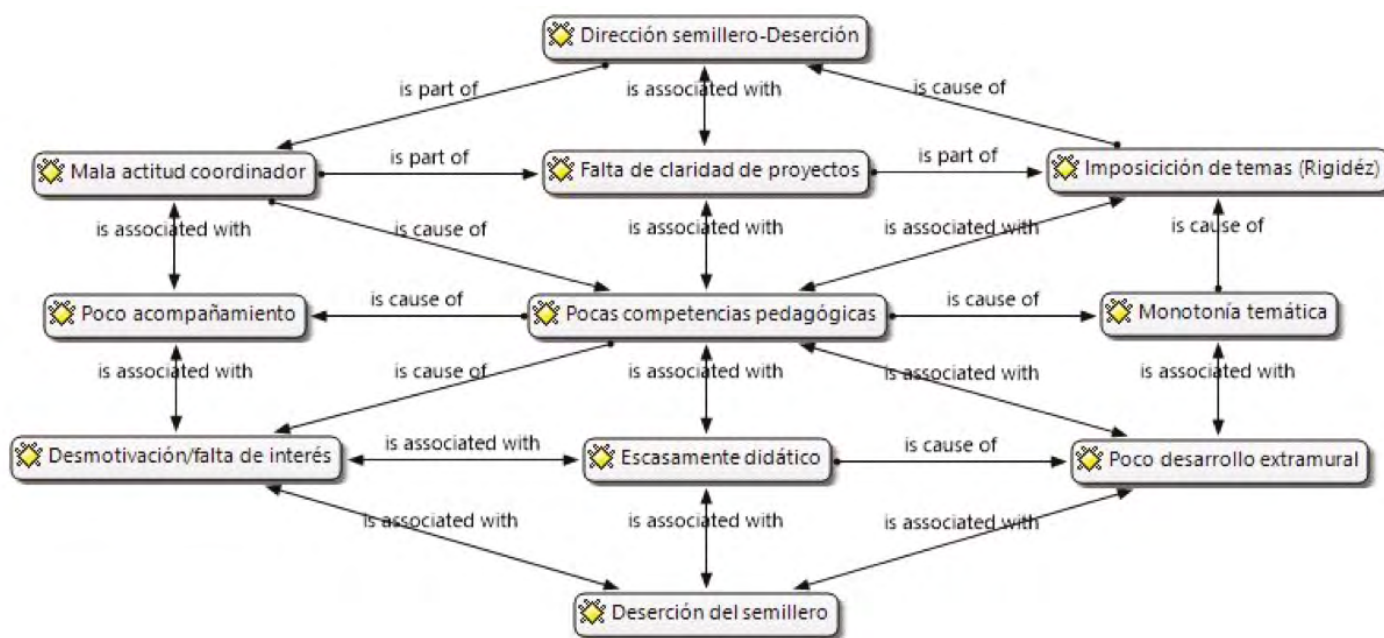 Dirección semillero-Deserción
is part of
is associated with
is cause of
Mala actitud coordinador
is part of
Falta de claridad de proyectos
is part of
Imposicición de temas (Rigidéz)
is associated with
is cause of
is associated with
is associated with
is cause of
Poco acompañamiento
is cause of
Pocas competencias pedagógicas
is cause of
Monotonía temática
is associated with
is cause of
is associated with
is associated with
is associated with
Desmotivación/falta de interés
is associated with
Escasamente didático
is cause of
Poco desarrollo extramural
is associated with
is associated with
is associated with
Deserción del semillero